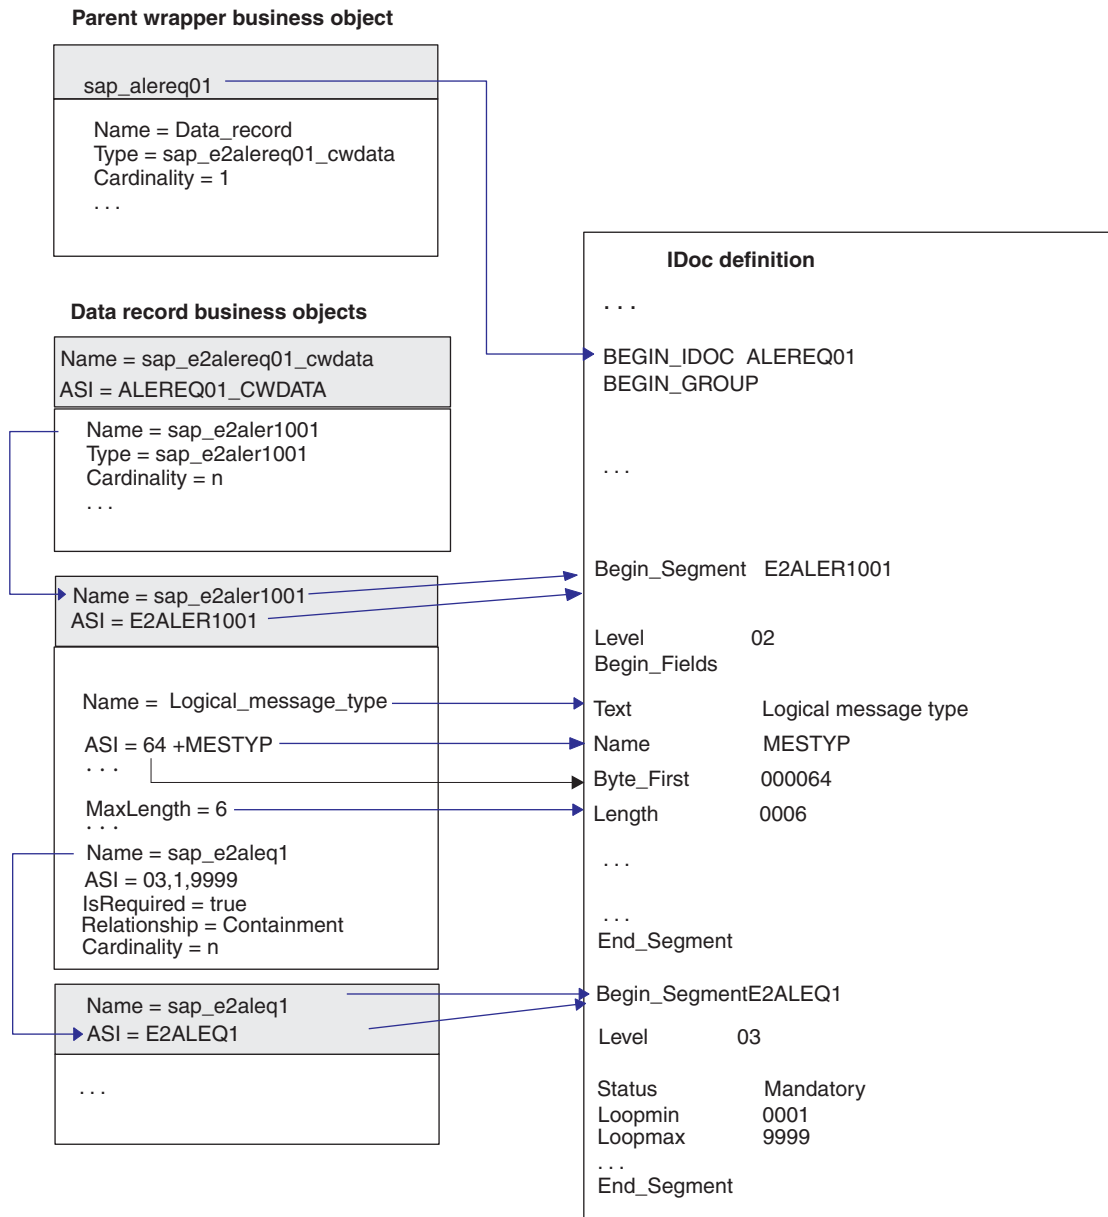 Parent wrapper business object
sap_alereq01
Name = Data_record
Type = sap_e2alereq01_cwdata
Cardinality = 1
. . .
Data record business objects
Name = sap_e2alereq01_cwdata
ASI = ALEREQ01_CWDATA
Name = sap_e2aler1001
Type = sap_e2aler1001
Cardinality = n
. . .
Name = sap_e2aler1001
ASI = E2ALER1001
Name = Logical_message_type
ASI = 64 +MESTYP
. . .
MaxLength = 6
. . .
Name = sap_e2aleq1
ASI = 03,1,9999
IsRequired = true
Relationship = Containment
Cardinality = n
Name = sap_e2aleq1
ASI = E2ALEQ1
. . .
IDoc definition
. . .
BEGIN_IDOC ALEREQ01
BEGIN_GROUP
. . .
Begin_Segment E2ALER1001
Level 02
Begin_Fields
Text Logical message type
Name MESTYP
Byte_First 000064
Length 0006
. . .
. . .
End_Segment
Begin_SegmentE2ALEQ1
Level 03
Status Mandatory
Loopmin 0001
Loopmax 9999
. . .
End_Segment